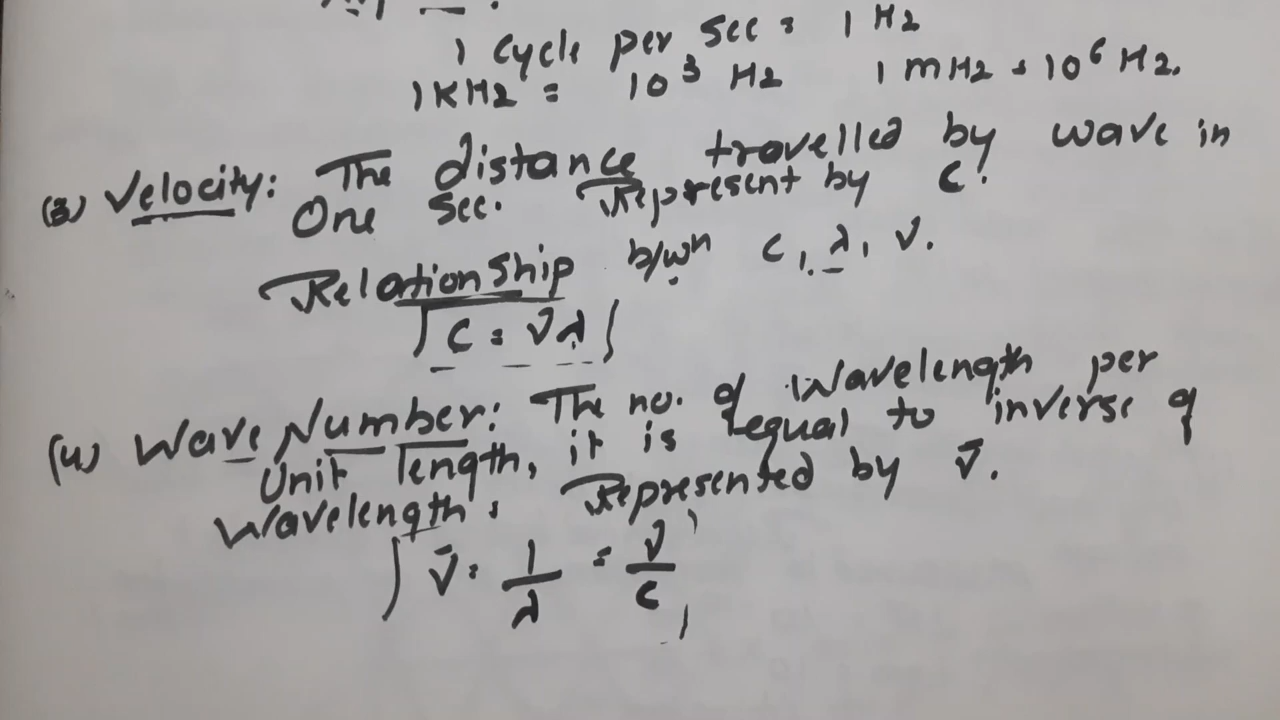 1 Cycle per Sec = 1 Hz
1 KHz = 10³ Hz 1 mHz = 10⁶ Hz.
(3) Velocity: The distance travelled by wave in
One Sec. Represent by C.
Relationship b/wn C, λ, ν.
C = νλ
(4) Wave Number: The no. of wavelength per
Unit length, it is equal to inverse of
wavelength. Represented by ν̄.
ν̄ = 1/λ = ν/C